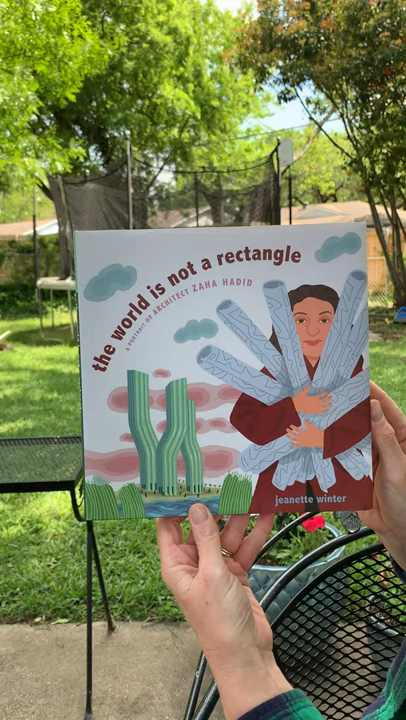 the world is not a rectangle
A PORTRAIT OF ARCHITECT ZAHA HADID
jeanette winter